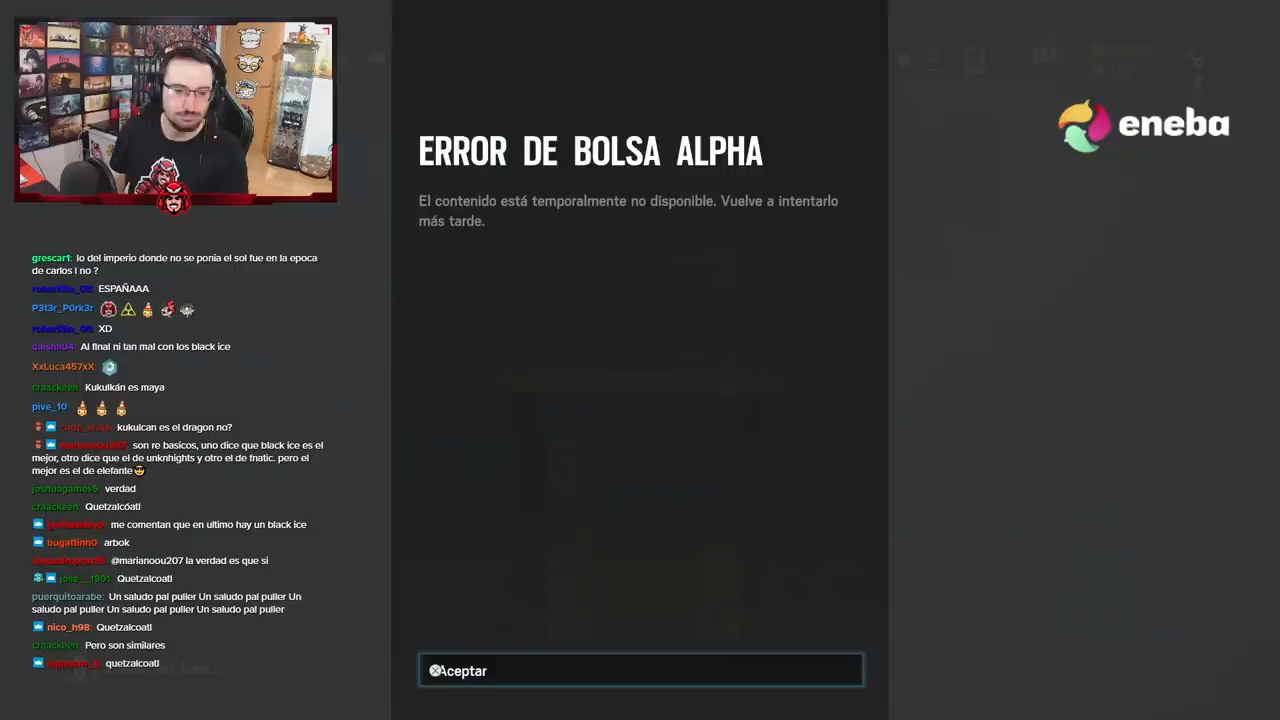 ERROR DE BOLSA ALPHA
El contenido está temporalmente no disponible. Vuelve a intentarlo
más tarde.
Aceptar
eneba
grescar1: lo del imperio donde no se ponia el sol fue en la epoca
de carlos I no ?
ESPAÑAAA
P3t3r_P0rk3r:
XD
Al final ni tan mal con los black ice
XxLuca457xX:
craackeen: Kukulkán es maya
pive_10
kukulcan es el dragon no?
son re basicos, uno dice que black ice es el
mejor, otro dice que el de unknhights y otro el de fnatic. pero el
mejor es el de elefante
joshuagames5: verdad
craackeen: Quetzalcóatl
me comentan que en ultimo hay un black ice
bugattinn0: arbok
@marianoou207 la verdad es que si
jose__1901: Quetzalcoatl
puerquitoarabe: Un saludo pal puller Un saludo pal puller Un
saludo pal puller Un saludo pal puller Un saludo pal puller
nico_h98: Quetzalcoatl
craackeen: Pero son similares
quetzalcoatl